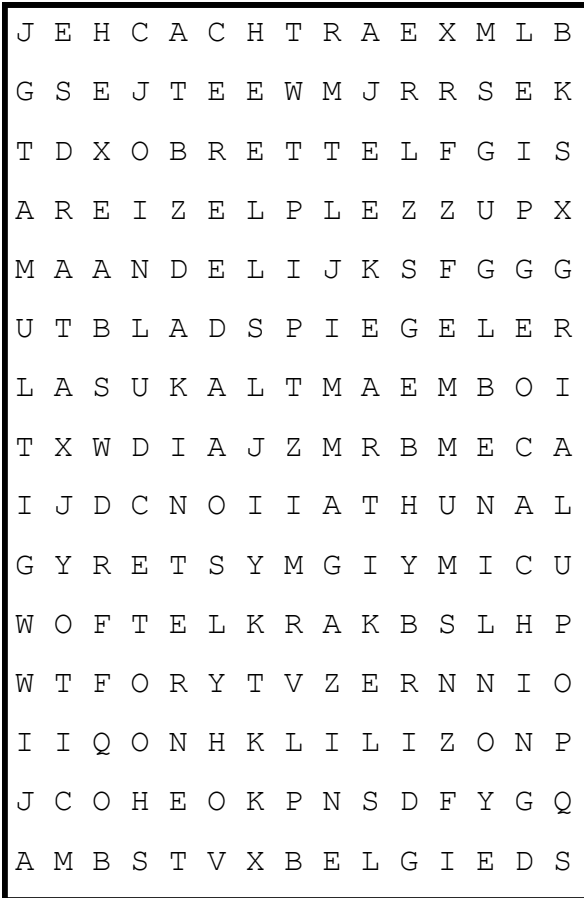 J E H C A C H T R A E X M L B
G S E J T E E W M J R R S E K
T D X O B R E T T E L F G I S
A R E I Z E L P L E Z Z U P X
M A A N D E L I J K S F G G G
U T B L A D S P I E G E L E R
L A S U K A L T M A E M B O I
T X W D I A J Z M R B M E C A
I J D C N O I I A T H U N A L
G Y R E T S Y M G I Y M I C U
W O F T E L K R A K B S L H P
W T F O R Y T V Z E R N N I O
I I Q O N H K L I L I Z O N P
J C O H E O K P N S D F Y G Q
A M B S T V X B E L G I E D S